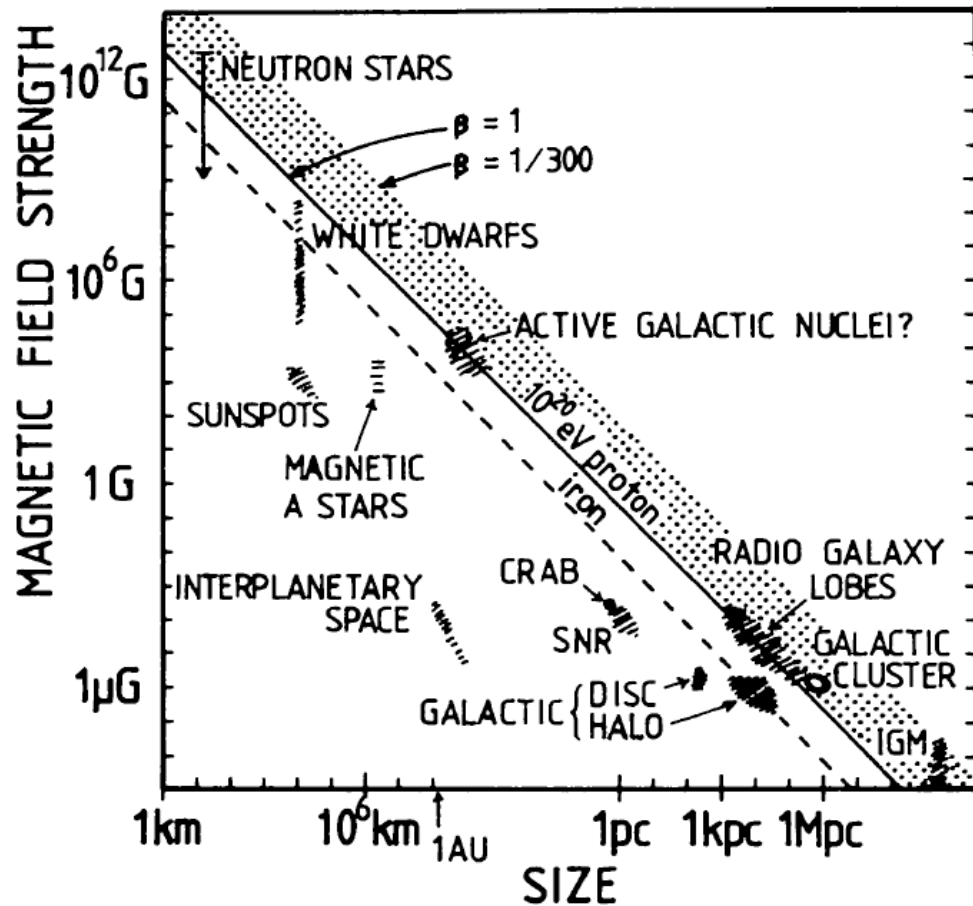 MAGNETIC FIELD STRENGTH
10¹²G
10⁶G
1G
1µG
NEUTRON STARS
β = 1
β = 1/300
WHITE DWARFS
ACTIVE GALACTIC NUCLEI?
SUNSPOTS
MAGNETIC
A STARS
10²⁰ eV proton
iron
CRAB
RADIO GALAXY
LOBES
INTERPLANETARY
SPACE
SNR
GALACTIC
CLUSTER
GALACTIC { DISC
HALO
IGM
1km
10⁶km
1AU
1pc
1kpc
1Mpc
SIZE